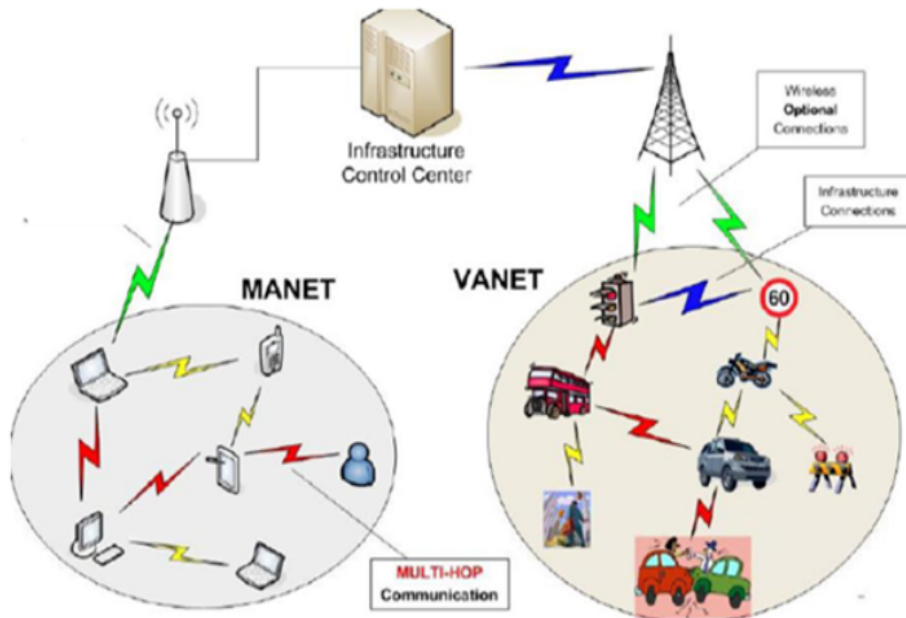 Infrastructure
Control Center
Wireless
Optional
Connections
Infrastructure
Connections
MANET
VANET
60
MULTI-HOP
Communication